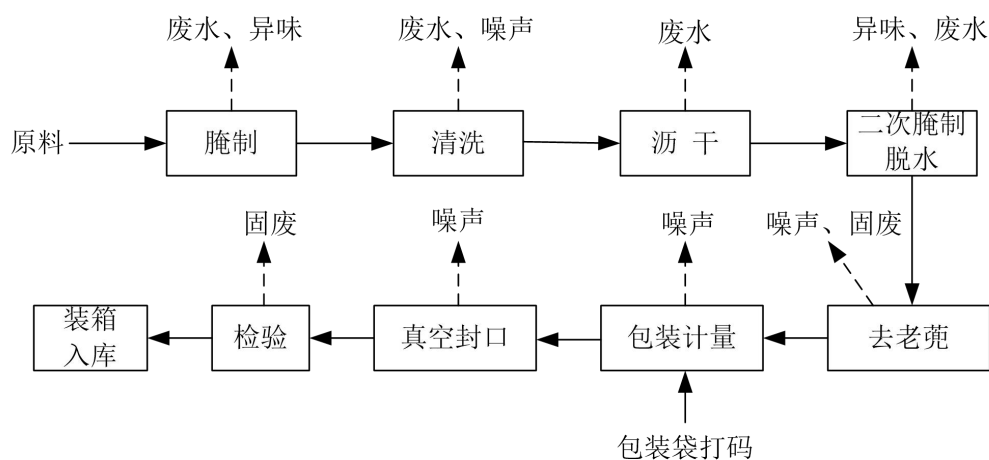 废水、异味
废水、噪声
废水
异味、废水
原料
腌制
清洗
沥 干
二次腌制
脱水
固废
噪声
噪声
噪声、固废
装箱
入库
检验
真空封口
包装计量
去老蔸
包装袋打码